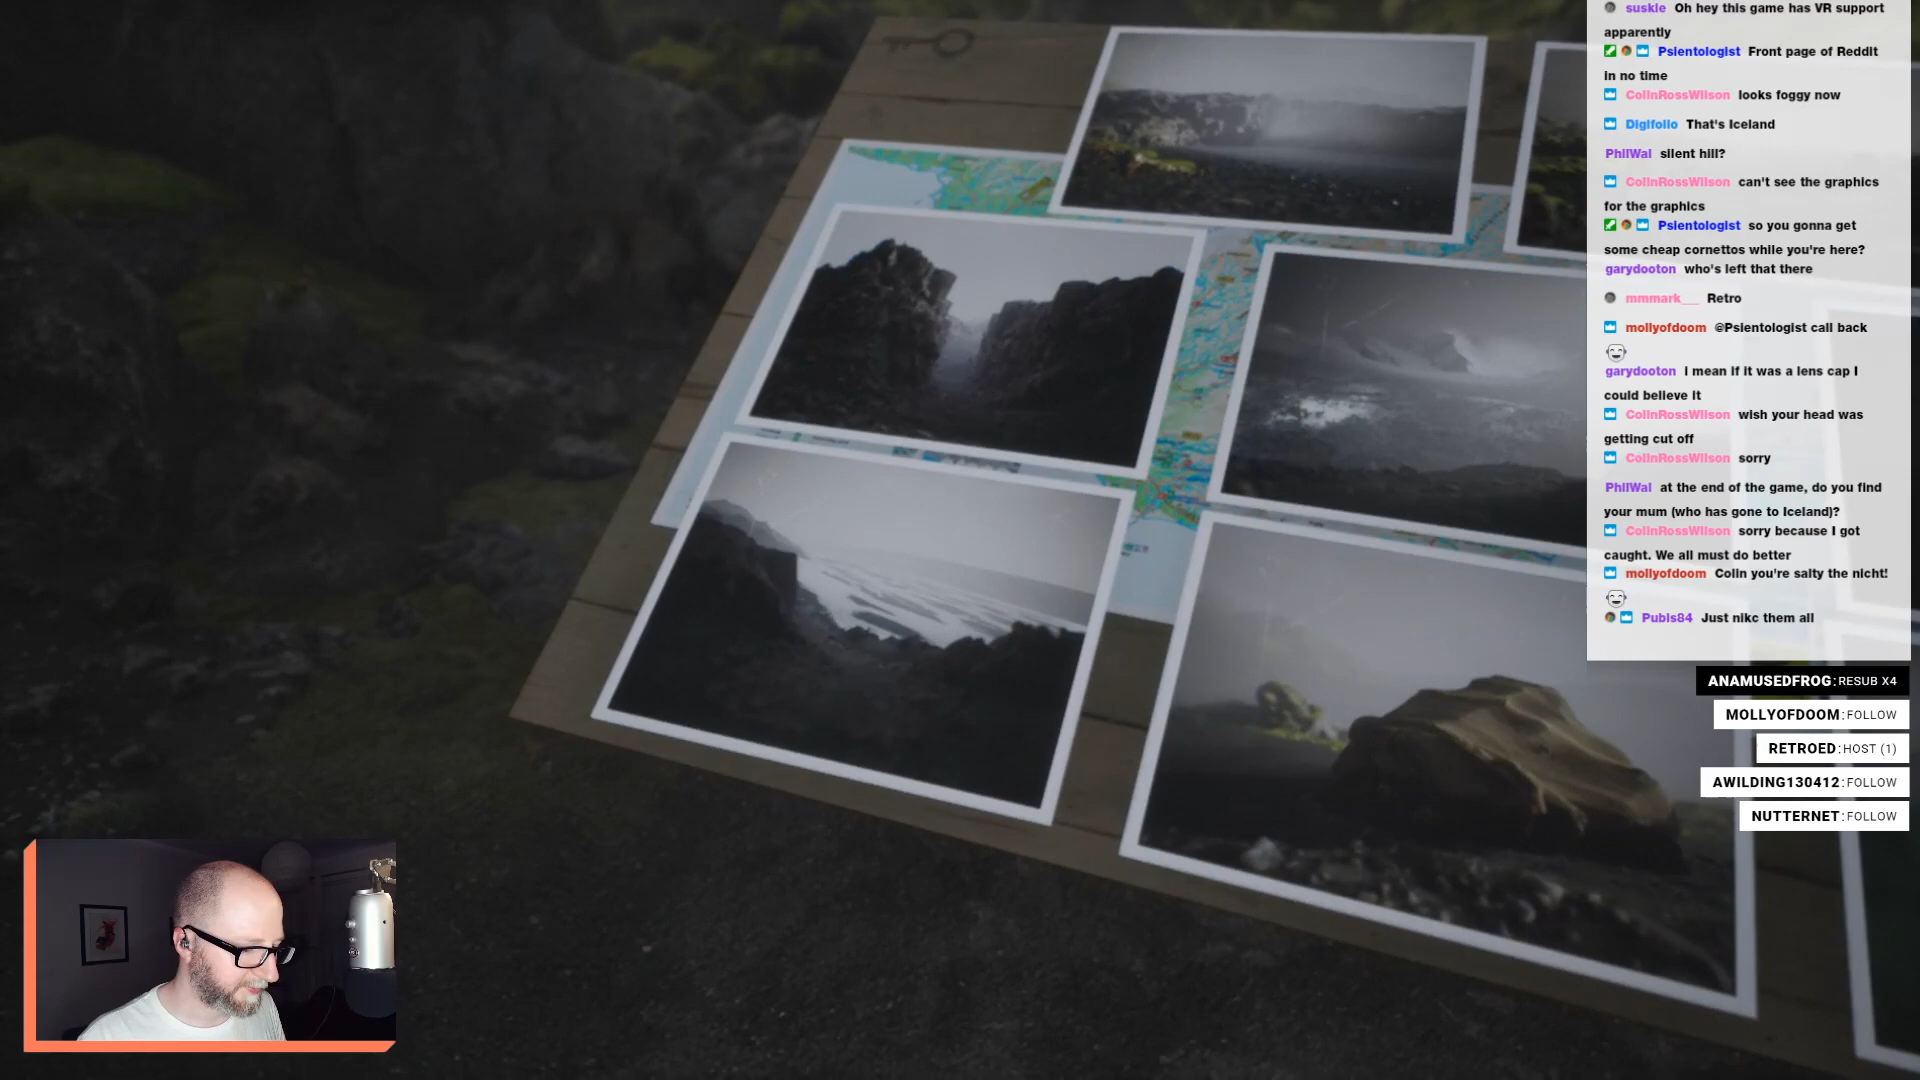 suskie Oh hey this game has VR support
apparently
Psientologist Front page of Reddit
in no time
ColinRossWilson looks foggy now
Digifolio That's Iceland
PhilWal silent hill?
ColinRossWilson can't see the graphics
for the graphics
Psientologist so you gonna get
some cheap cornettos while you're here?
garydooton who's left that there
mmmark__ Retro
mollyofdoom @Psientologist call back
garydooton I mean if it was a lens cap I
could believe it
ColinRossWilson wish your head was
getting cut off
ColinRossWilson sorry
PhilWal at the end of the game, do you find
your mum (who has gone to Iceland)?
ColinRossWilson sorry because I got
caught. We all must do better
mollyofdoom Colin you're salty the nicht!
Pubis84 Just nikc them all
ANAMUSEDFROG:RESUB X4
MOLLYOFDOOM:FOLLOW
RETROED:HOST (1)
AWILDING130412:FOLLOW
NUTTERNET:FOLLOW